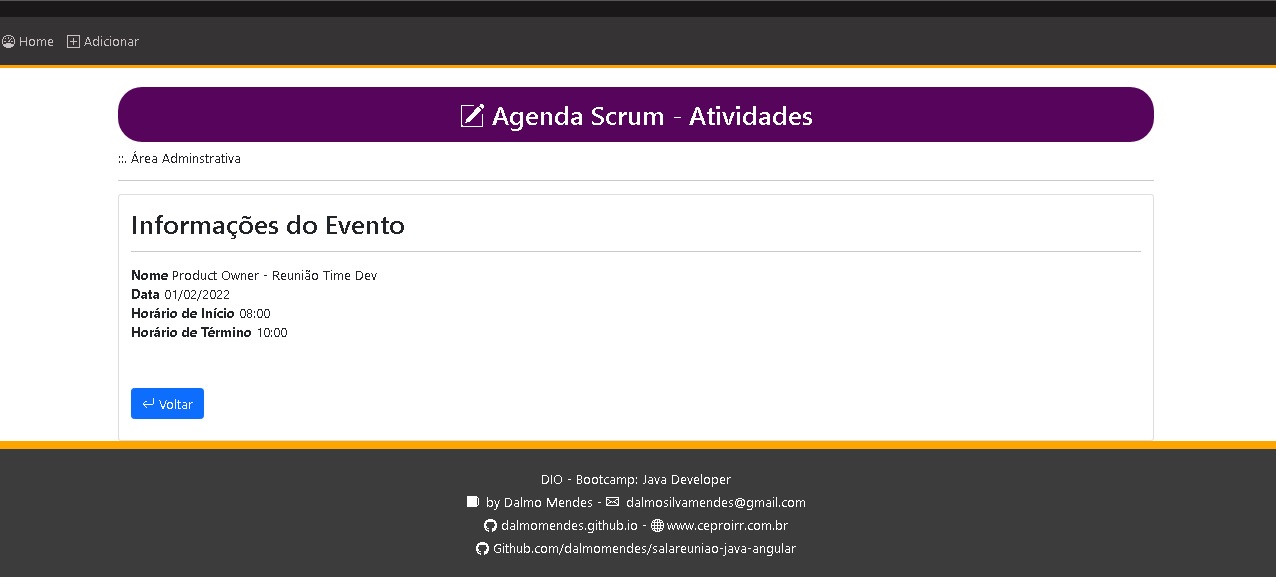 Home Adicionar
Agenda Scrum - Atividades
::. Área Adminstrativa
Informações do Evento
Nome Product Owner - Reunião Time Dev
Data 01/02/2022
Horário de Início 08:00
Horário de Término 10:00
Voltar
DIO - Bootcamp: Java Developer
by Dalmo Mendes - dalmosilvamendes@gmail.com
dalmomendes.github.io - www.ceproirr.com.br
Github.com/dalmomendes/salareuniao-java-angular